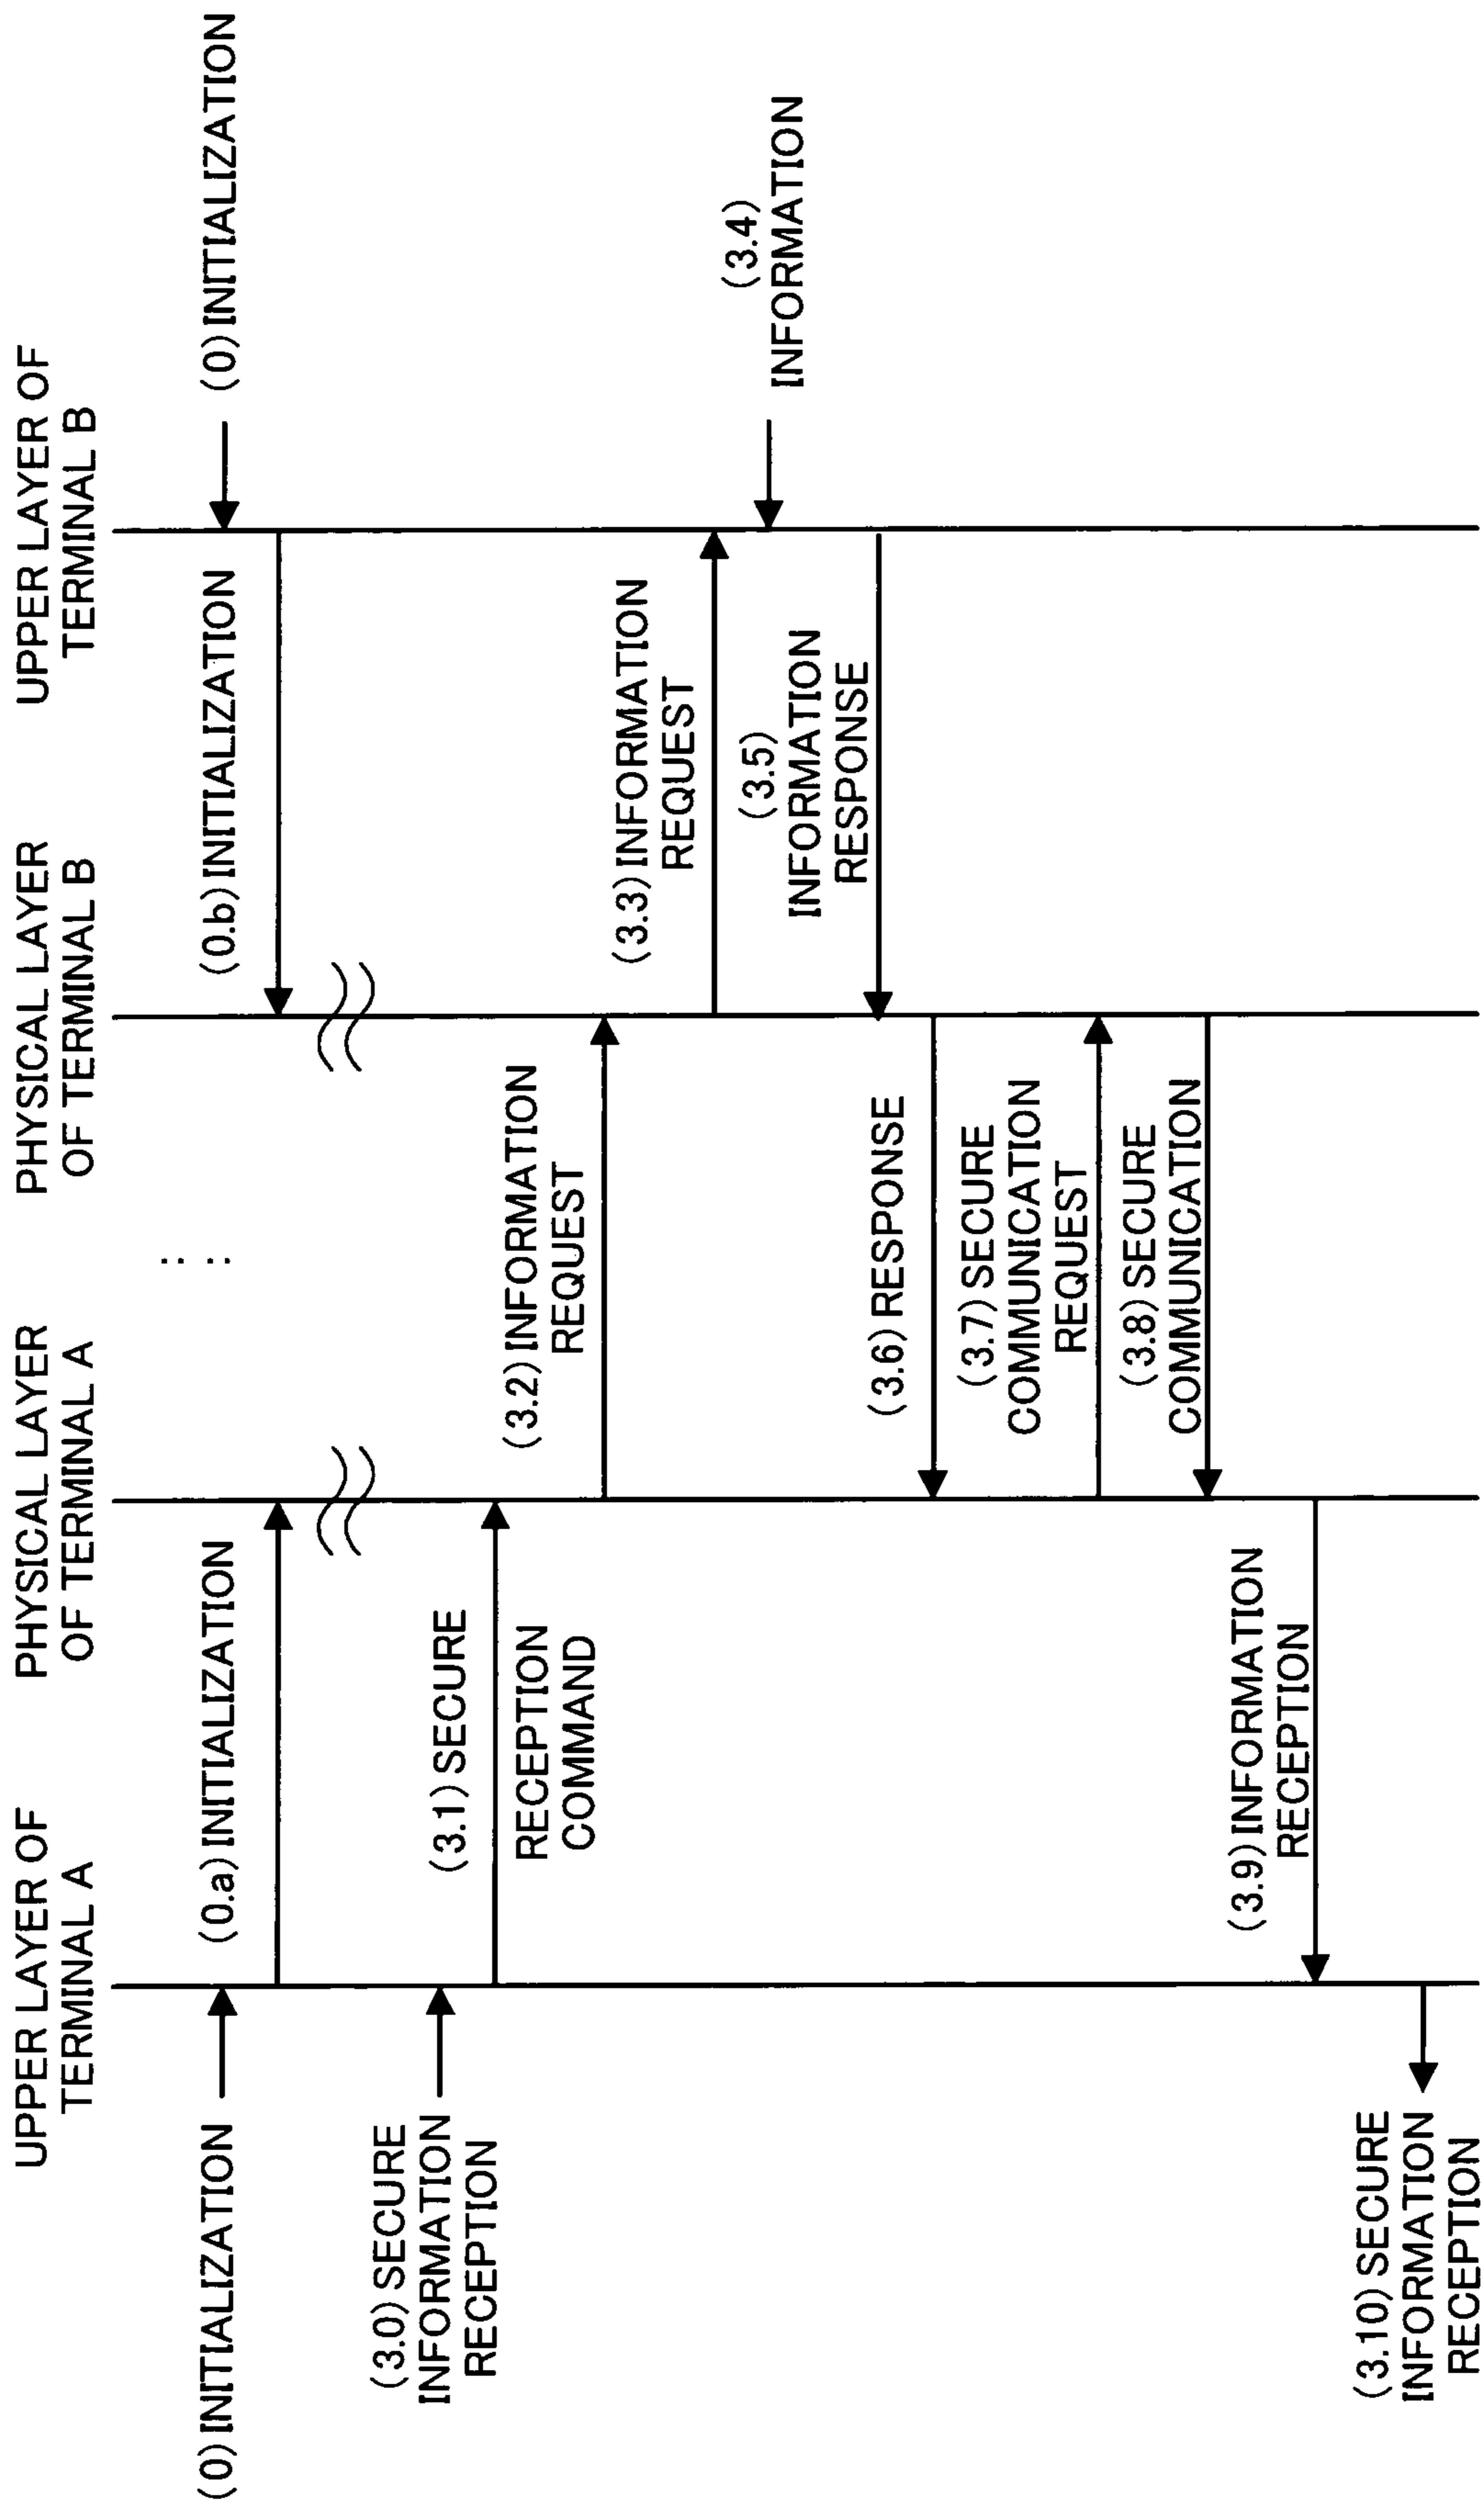 UPPER LAYER OF
TERMINAL A
PHYSICAL LAYER
OF TERMINAL A
PHYSICAL LAYER
OF TERMINAL B
UPPER LAYER OF
TERMINAL B
(0) INITIALIZATION
(0.a) INITIALIZATION
(0.b) INITIALIZATION
(0) INITIALIZATION
(3.0) SECURE
INFORMATION
RECEPTION
(3.1) SECURE
RECEPTION
COMMAND
(3.2) INFORMATION
REQUEST
(3.3) INFORMATION
REQUEST
(3.4)
INFORMATION
(3.5)
INFORMATION
RESPONSE
(3.6) RESPONSE
(3.7) SECURE
COMMUNICATION
REQUEST
(3.8) SECURE
COMMUNICATION
(3.9) INFORMATION
RECEPTION
(3.10) SECURE
INFORMATION
RECEPTION